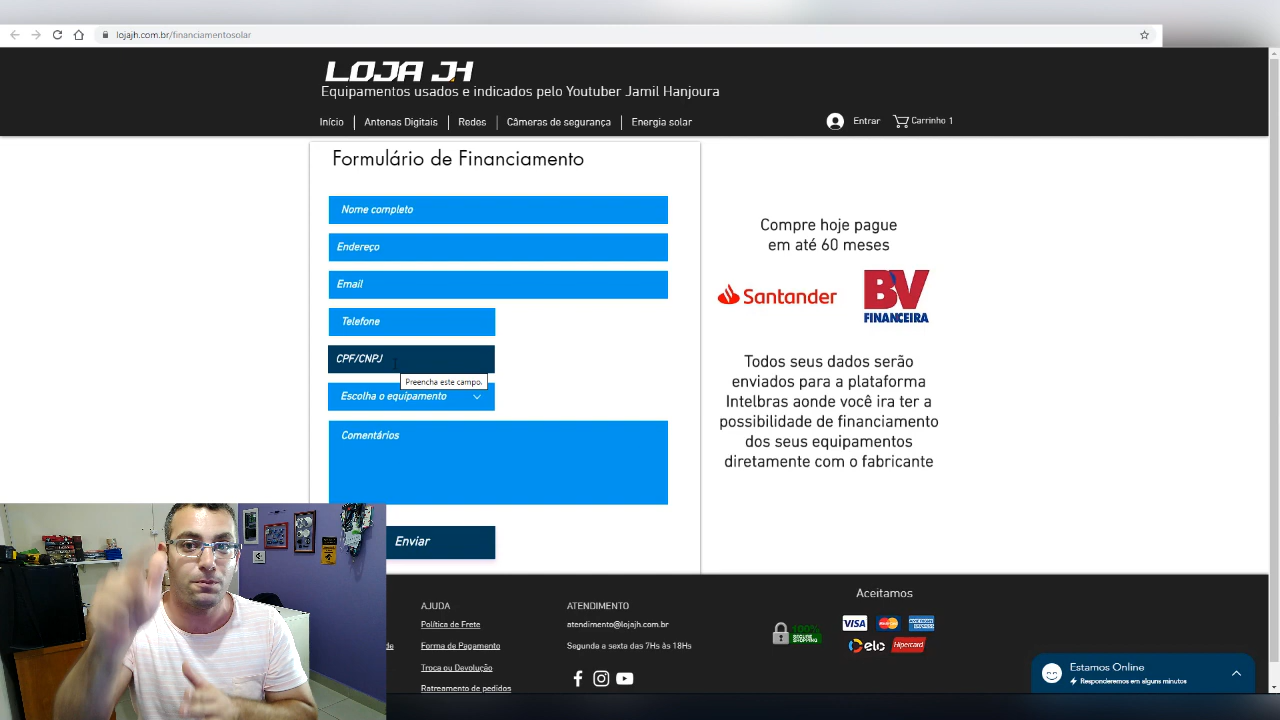 lojajh.com.br/financiamentosolar
LOJA JH
Equipamentos usados e indicados pelo Youtuber Jamil Hanjoura
Início
Antenas Digitais
Redes
Câmeras de segurança
Energia solar
Entrar
Carrinho 1
Formulário de Financiamento
Nome completo
Endereço
Email
Telefone
CPF/CNPJ
Preencha este campo.
Escolha o equipamento
Comentários
Enviar
Compre hoje pague
em até 60 meses
Santander
BV
FINANCEIRA
Todos seus dados serão
enviados para a plataforma
Intelbras aonde você ira ter a
possibilidade de financiamento
dos seus equipamentos
diretamente com o fabricante
AJUDA
Política de Frete
de
Forma de Pagamento
Troca ou Devolução
Ratreamento de pedidos
ATENDIMENTO
atendimento@lojajh.com.br
Segunda a sexta das 7Hs às 18Hs
100%
SECURE
SHOPPING
Aceitamos
VISA
elo
Hipercard
Estamos Online
Responderemos em alguns minutos